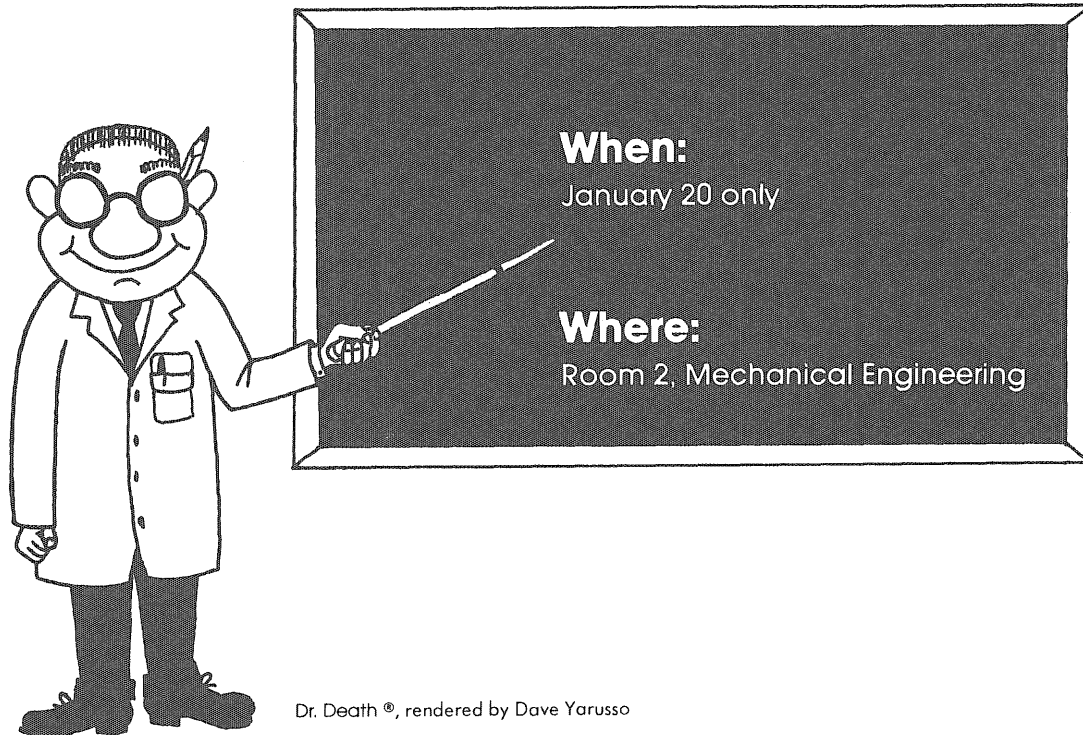 When:
January 20 only
Where:
Room 2, Mechanical Engineering
Dr. Death ®, rendered by Dave Yarusso